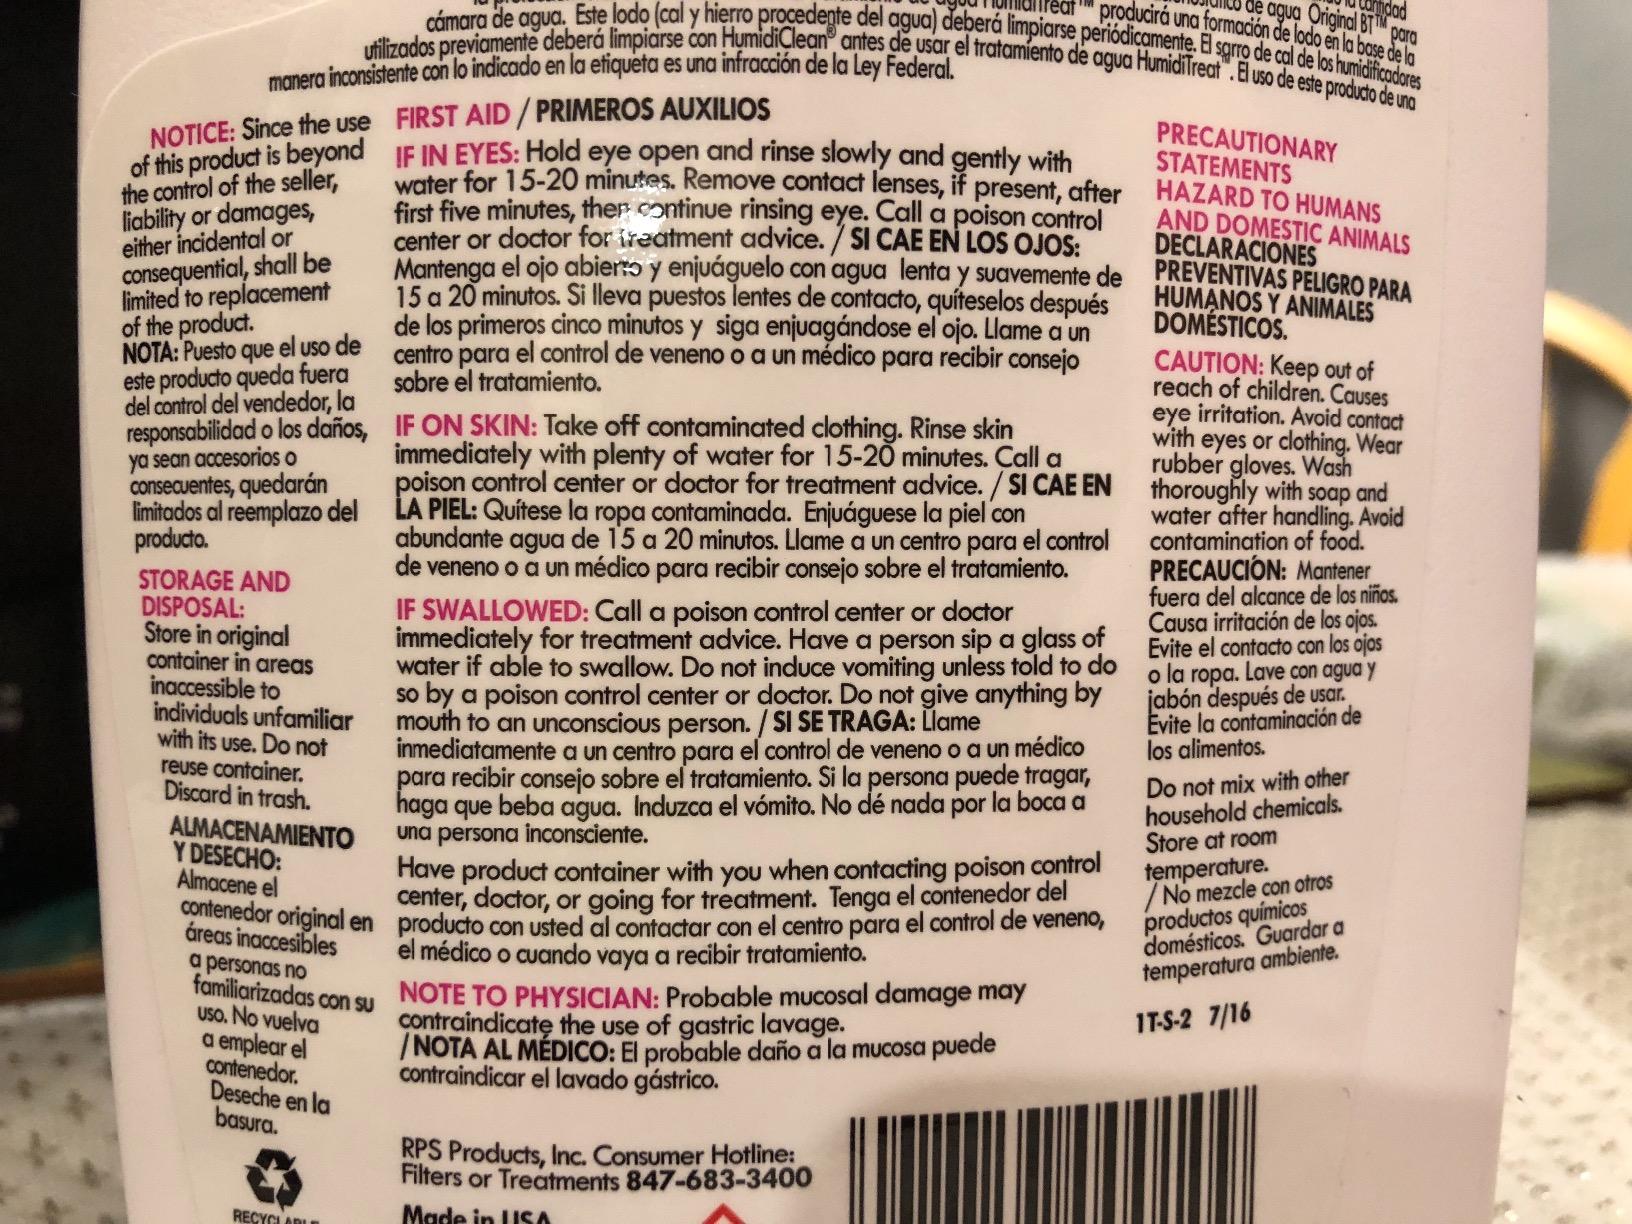 cámara de agua. Este lodo (cal y hierro procedente del agua) deberá limpiarse periódicamente. El sarro de cal de los humidificadores
utilizados previamente deberá limpiarse con HumidiClean® antes de usar el tratamiento de agua HumidiTreat™. El uso de este producto de una
manera inconsistente con lo indicado en la etiqueta es una infracción de la Ley Federal.
NOTICE: Since the use
of this product is beyond
the control of the seller,
liability or damages,
either incidental or
consequential, shall be
limited to replacement
of the product.
NOTA: Puesto que el uso de
este producto queda fuera
del control del vendedor, la
responsabilidad o los daños,
ya sean accesorios o
consecuentes, quedarán
limitados al reemplazo del
producto.
STORAGE AND
DISPOSAL:
Store in original
container in areas
inaccessible to
individuals unfamiliar
with its use. Do not
reuse container.
Discard in trash.
ALMACENAMIENTO
Y DESECHO:
Almacene el
contenedor original en
áreas inaccesibles
a personas no
familiarizadas con su
uso. No vuelva
a emplear el
contenedor.
Deseche en la
basura.
FIRST AID / PRIMEROS AUXILIOS
IF IN EYES: Hold eye open and rinse slowly and gently with
water for 15-20 minutes. Remove contact lenses, if present, after
first five minutes, then continue rinsing eye. Call a poison control
center or doctor for treatment advice. / SI CAE EN LOS OJOS:
Mantenga el ojo abierto y enjuáguelo con agua lenta y suavemente de
15 a 20 minutos. Si lleva puestos lentes de contacto, quíteselos después
de los primeros cinco minutos y siga enjuagándose el ojo. Llame a un
centro para el control de veneno o a un médico para recibir consejo
sobre el tratamiento.
IF ON SKIN: Take off contaminated clothing. Rinse skin
immediately with plenty of water for 15-20 minutes. Call a
poison control center or doctor for treatment advice. / SI CAE EN
LA PIEL: Quítese la ropa contaminada. Enjuáguese la piel con
abundante agua de 15 a 20 minutos. Llame a un centro para el control
de veneno o a un médico para recibir consejo sobre el tratamiento.
IF SWALLOWED: Call a poison control center or doctor
immediately for treatment advice. Have a person sip a glass of
water if able to swallow. Do not induce vomiting unless told to do
so by a poison control center or doctor. Do not give anything by
mouth to an unconscious person. / SI SE TRAGA: Llame
inmediatamente a un centro para el control de veneno o a un médico
para recibir consejo sobre el tratamiento. Si la persona puede tragar,
haga que beba agua. Induzca el vómito. No dé nada por la boca a
una persona inconsciente.
Have product container with you when contacting poison control
center, doctor, or going for treatment. Tenga el contenedor del
producto con usted al contactar con el centro para el control de veneno,
el médico o cuando vaya a recibir tratamiento.
NOTE TO PHYSICIAN: Probable mucosal damage may
contraindicate the use of gastric lavage.
/ NOTA AL MÉDICO: El probable daño a la mucosa puede
contraindicar el lavado gástrico.
RPS Products, Inc. Consumer Hotline:
Filters or Treatments 847-683-3400
Made in USA
PRECAUTIONARY
STATEMENTS
HAZARD TO HUMANS
AND DOMESTIC ANIMALS
DECLARACIONES
PREVENTIVAS PELIGRO PARA
HUMANOS Y ANIMALES
DOMÉSTICOS.
CAUTION: Keep out of
reach of children. Causes
eye irritation. Avoid contact
with eyes or clothing. Wear
rubber gloves. Wash
thoroughly with soap and
water after handling. Avoid
contamination of food.
PRECAUCIÓN: Mantener
fuera del alcance de los niños.
Causa irritación de los ojos.
Evite el contacto con los ojos
o la ropa. Lave con agua y
jabón después de usar.
Evite la contaminación de
los alimentos.
Do not mix with other
household chemicals.
Store at room
temperature.
/ No mezcle con otros
productos químicos
domésticos. Guardar a
temperatura ambiente.
1T-S-2 7/16